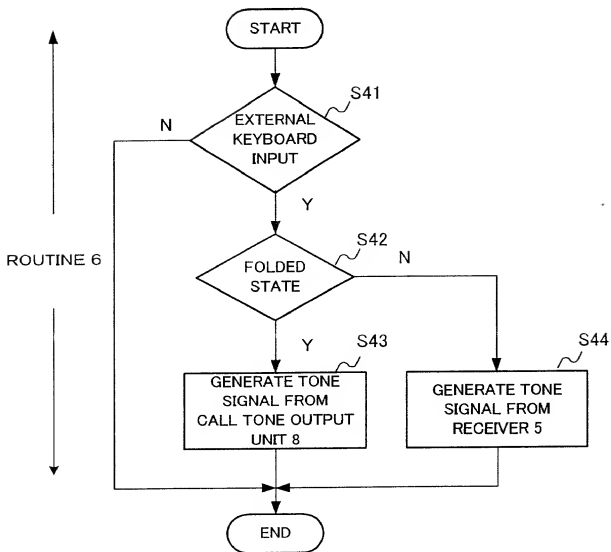 START
S41
N
EXTERNAL
KEYBOARD
INPUT
Y
S42
ROUTINE 6
FOLDED
STATE
N
Y
S43
S44
GENERATE TONE
SIGNAL FROM
CALL TONE OUTPUT
UNIT 8
GENERATE TONE
SIGNAL FROM
RECEIVER 5
END